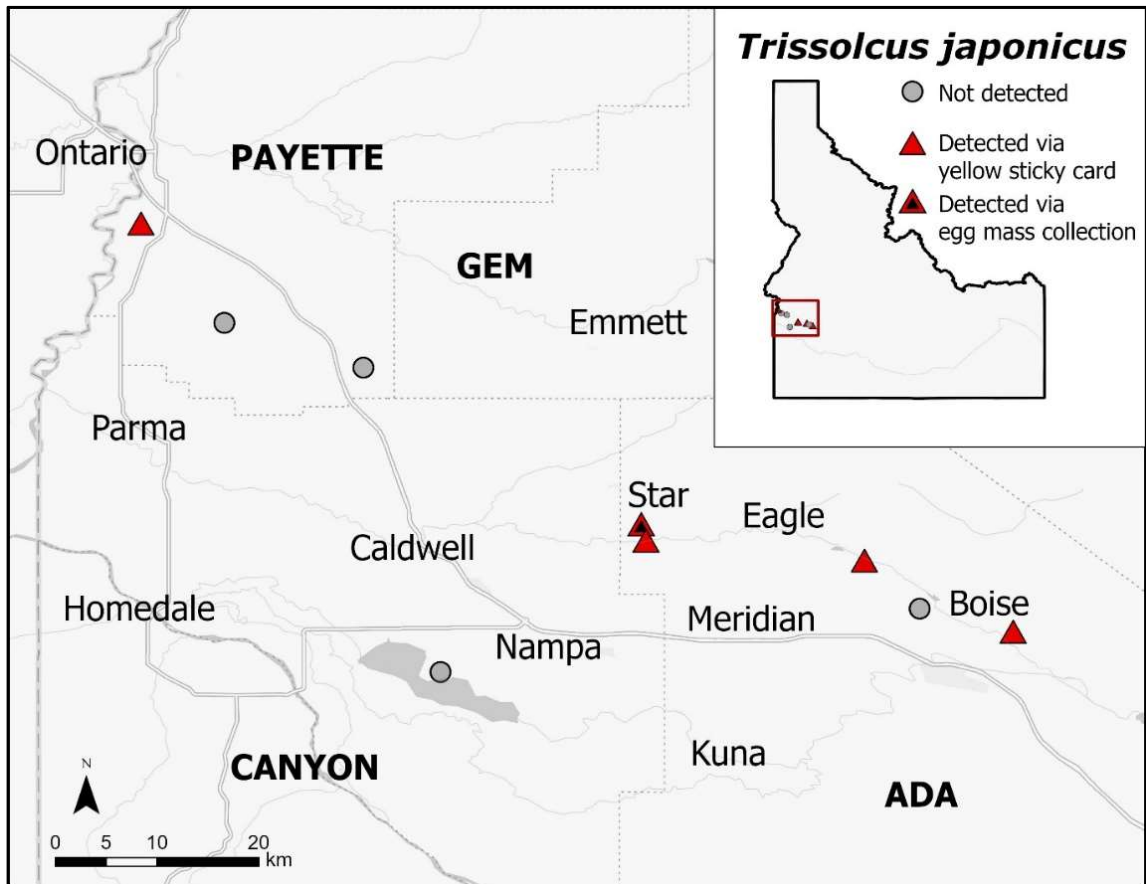 Trissolcus japonicus
Not detected
Detected via
yellow sticky card
Detected via
egg mass collection
Ontario
PAYETTE
GEM
Emmett
Parma
Star
Eagle
Caldwell
Homedale
Boise
Meridian
Nampa
Kuna
CANYON
ADA
N
0 5 10 20
km